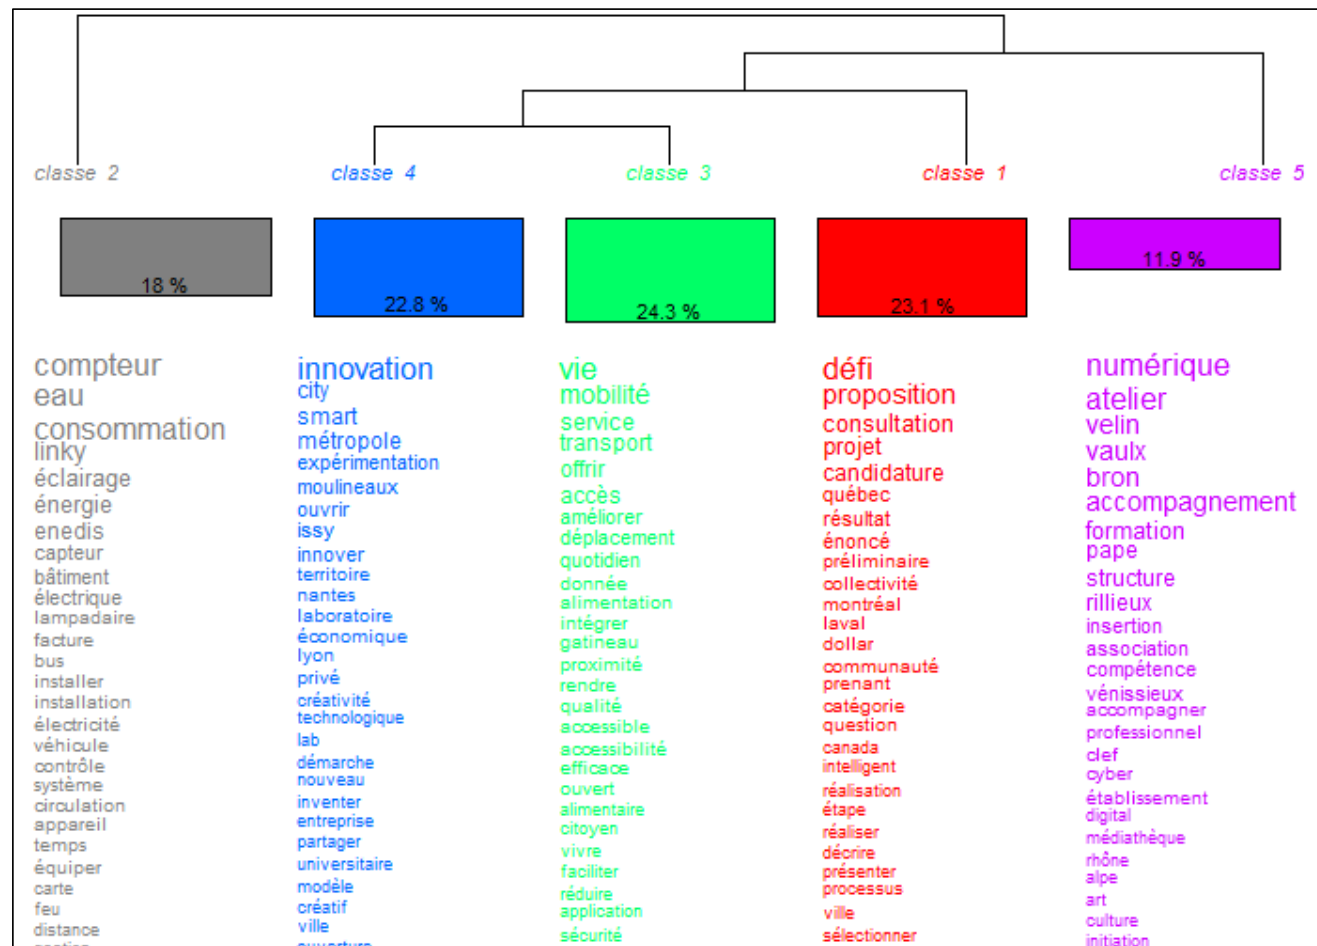 classe 2
classe 4
classe 3
classe 1
classe 5
18 %
22.8 %
24.3 %
23.1 %
11.9 %
compteur
eau
consommation
linky
éclairage
énergie
enedis
capteur
bâtiment
électrique
lampadaire
facture
bus
installer
installation
électricité
véhicule
contrôle
système
circulation
appareil
temps
équiper
carte
feu
distance
innovation
city
smart
métropole
expérimentation
moulineaux
ouvrir
issy
innover
territoire
nantes
laboratoire
économique
lyon
privé
créativité
technologique
lab
démarche
nouveau
inventer
entreprise
partager
universitaire
modèle
créatif
ville
ouverture
vie
mobilité
service
transport
offrir
accès
améliorer
déplacement
quotidien
donnée
alimentation
intégrer
gatineau
proximité
rendre
qualité
accessible
accessibilité
efficace
ouvert
alimentaire
citoyen
vivre
faciliter
réduire
application
sécurité
défi
proposition
consultation
projet
candidature
québec
résultat
énoncé
préliminaire
collectivité
montréal
laval
dollar
communauté
prenant
catégorie
question
canada
intelligent
réalisation
étape
réaliser
décrire
présenter
processus
ville
sélectionner
numérique
atelier
velin
vaulx
bron
accompagnement
formation
pape
structure
rillieux
insertion
association
compétence
vénissieux
accompagner
professionnel
clef
cyber
établissement
digital
médiathèque
rhône
alpe
art
culture
initiation